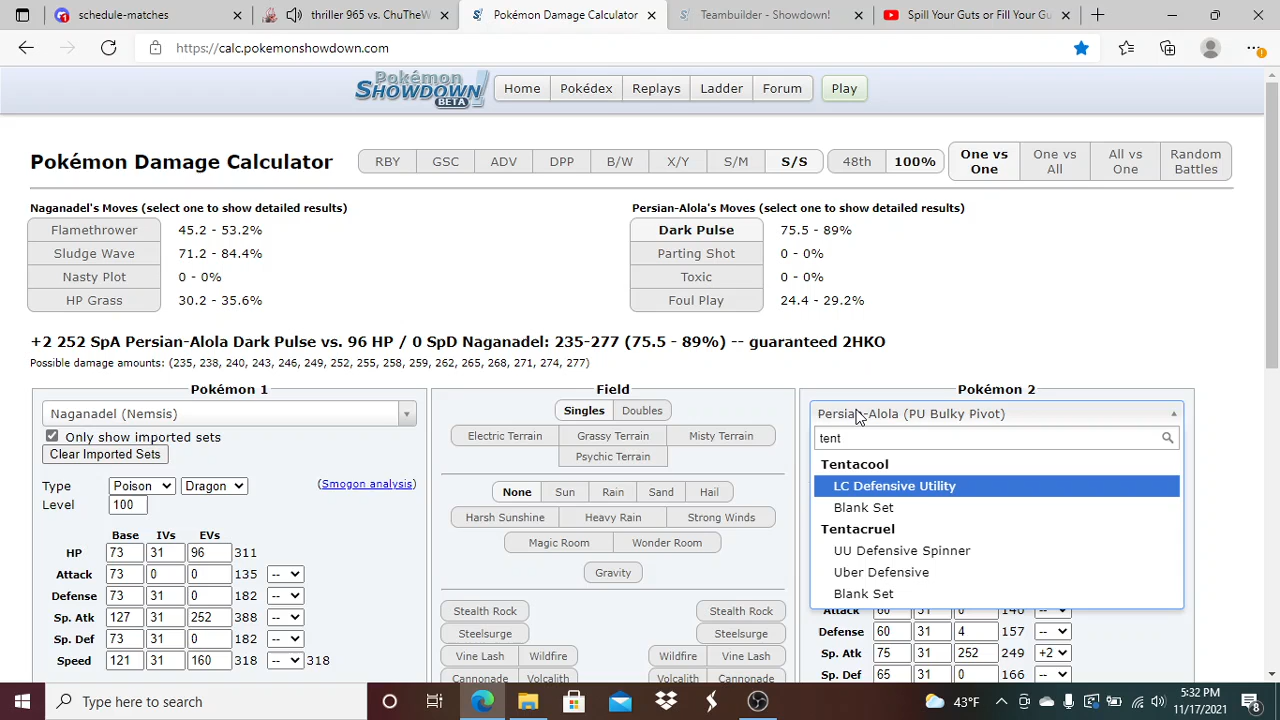 schedule-matches
thriller 965 vs. ChuTheW
Pokémon Damage Calculator
Teambuilder - Showdown!
Spill Your Guts or Fill Your Gu
https://calc.pokemonshowdown.com
Pokémon
SHOWDOWN!
BETA
Home
Pokédex
Replays
Ladder
Forum
Play
Pokémon Damage Calculator
RBY
GSC
ADV
DPP
B/W
X/Y
S/M
S/S
48th
100%
One vs One
One vs All
All vs One
Random Battles
Naganadel's Moves (select one to show detailed results)
Persian-Alola's Moves (select one to show detailed results)
Flamethrower 45.2 - 53.2%
Dark Pulse 75.5 - 89%
Sludge Wave 71.2 - 84.4%
Parting Shot 0 - 0%
Nasty Plot 0 - 0%
Toxic 0 - 0%
HP Grass 30.2 - 35.6%
Foul Play 24.4 - 29.2%
+2 252 SpA Persian-Alola Dark Pulse vs. 96 HP / 0 SpD Naganadel: 235-277 (75.5 - 89%) -- guaranteed 2HKO
Possible damage amounts: (235, 238, 240, 243, 246, 249, 252, 255, 258, 259, 262, 265, 268, 271, 274, 277)
Pokémon 1
Naganadel (Nemsis)
Only show imported sets
Clear Imported Sets
Type Poison Dragon (Smogon analysis)
Level 100
Base IVs EVs
HP 73 31 96 311
Attack 73 0 0 135 --
Defense 73 31 0 182 --
Sp. Atk 127 31 252 388 --
Sp. Def 73 31 0 182 --
Speed 121 31 160 318 -- 318
Field
Singles Doubles
Electric Terrain Grassy Terrain Misty Terrain
Psychic Terrain
None Sun Rain Sand Hail
Harsh Sunshine Heavy Rain Strong Winds
Magic Room Wonder Room
Gravity
Stealth Rock Stealth Rock
Steelsurge Steelsurge
Vine Lash Wildfire Wildfire Vine Lash
Cannonade Volcalith Volcalith Cannonade
Pokémon 2
Persian-Alola (PU Bulky Pivot)
tent
Tentacool
LC Defensive Utility
Blank Set
Tentacruel
UU Defensive Spinner
Uber Defensive
Blank Set
Attack 60 31 0 140 --
Defense 60 31 4 157 --
Sp. Atk 75 31 252 249 +2
Sp. Def 65 31 0 166 --
Type here to search
43°F
5:32 PM
11/17/2021
8